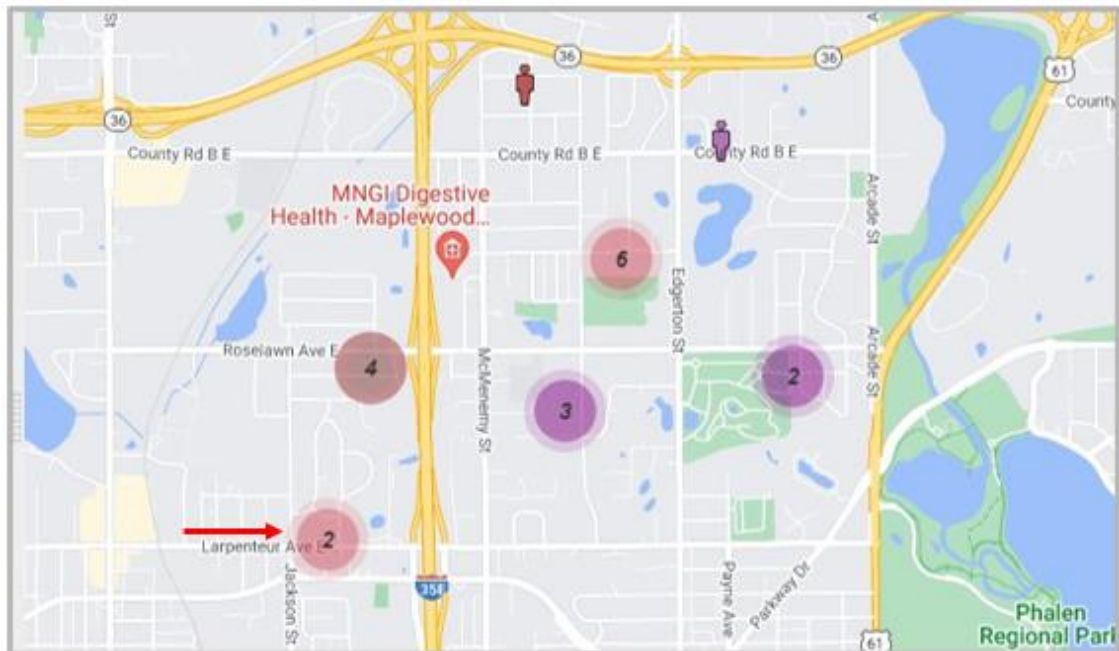 St
A
36
36
61
County
36
County Rd B E
County Rd B E
County Rd B E
MNGI Digestive
Health - Maplewood...
Arcade St
6
Edgerton St
Roselawn Ave E
4
McMenemy St
3
2
Arcade St
2
Larpenteur Ave E
Jackson St
35E
Payne Ave
Parkway Dr
61
Phalen
Regional Park